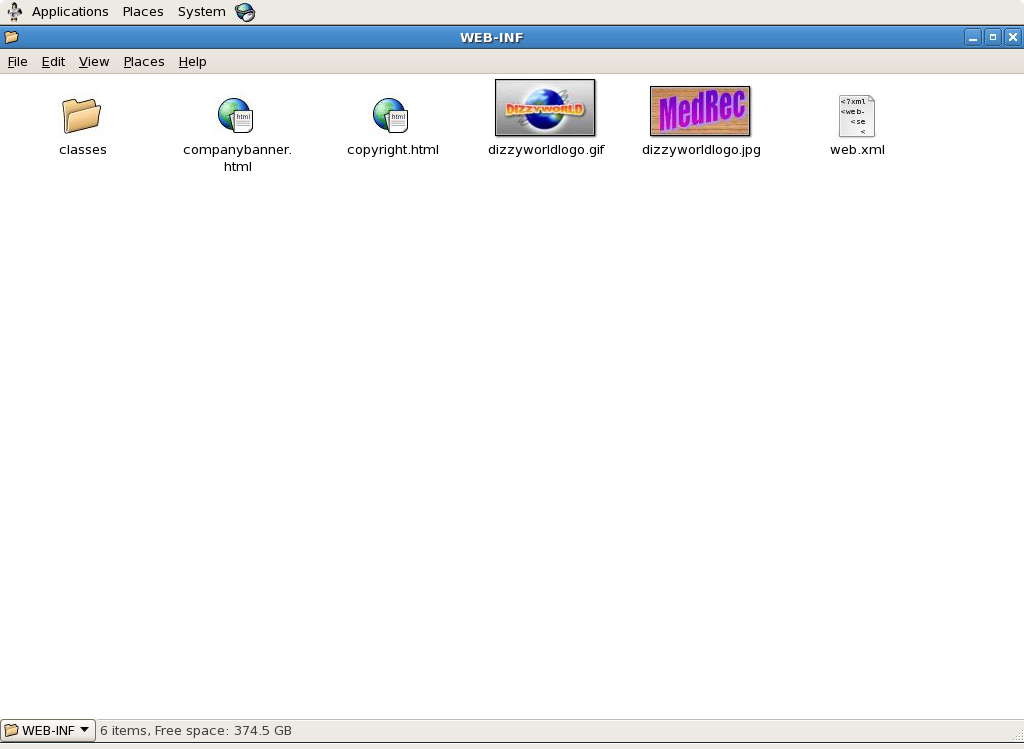 Applications Places System
WEB-INF
File Edit View Places Help
html
html
DIZZYWORLD
MedRec
<?xml
<web-
<se
<
classes
companybanner.
html
copyright.html
dizzyworldlogo.gif
dizzyworldlogo.jpg
web.xml
WEB-INF
6 items, Free space: 374.5 GB